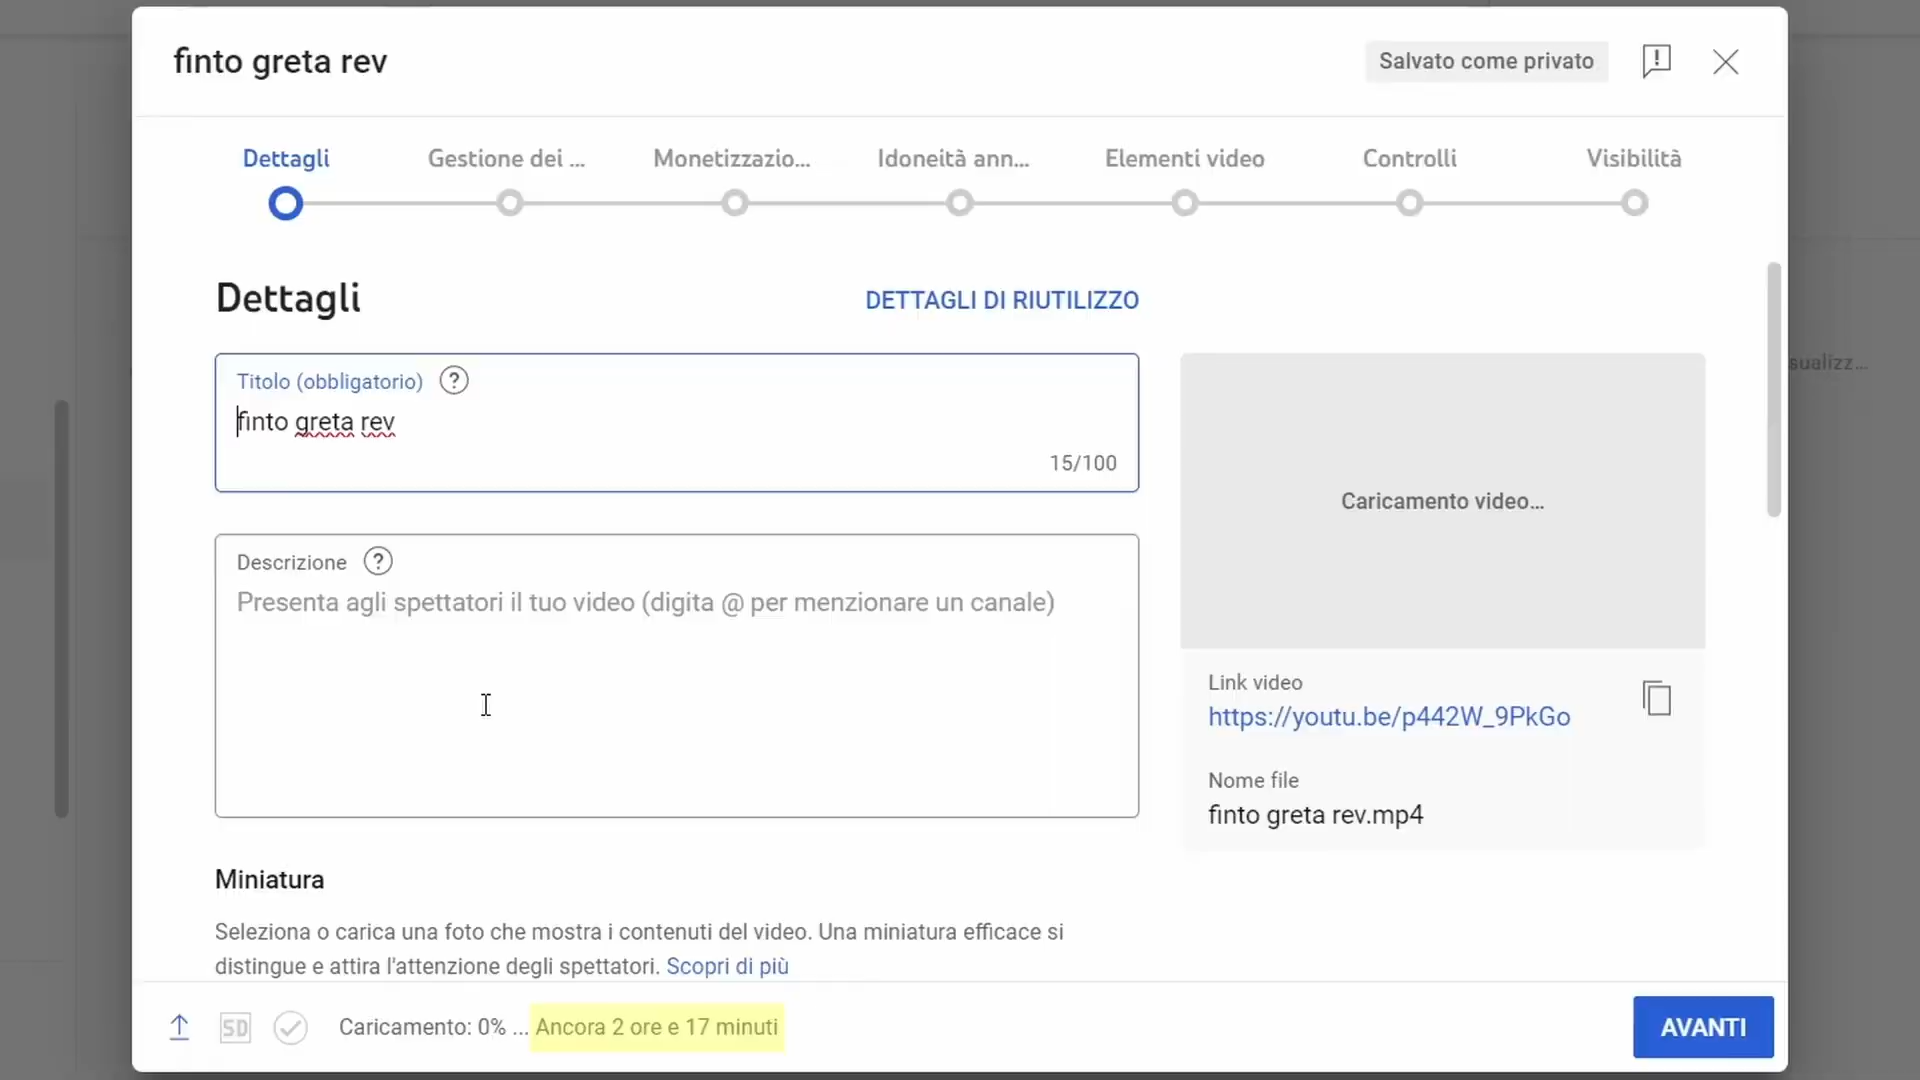 finto greta rev
Salvato come privato
Dettagli
Gestione dei ...
Monetizzazio...
Idoneità ann...
Elementi video
Controlli
Visibilità
Dettagli
DETTAGLI DI RIUTILIZZO
Titolo (obbligatorio) ?
finto greta rev
15/100
Descrizione ?
Presenta agli spettatori il tuo video (digita @ per menzionare un canale)
Caricamento video...
Link video
https://youtu.be/p442W_9PkGo
Nome file
finto greta rev.mp4
sualizz...
Miniatura
Seleziona o carica una foto che mostra i contenuti del video. Una miniatura efficace si
distingue e attira l'attenzione degli spettatori. Scopri di più
SD
Caricamento: 0% ... Ancora 2 ore e 17 minuti
AVANTI